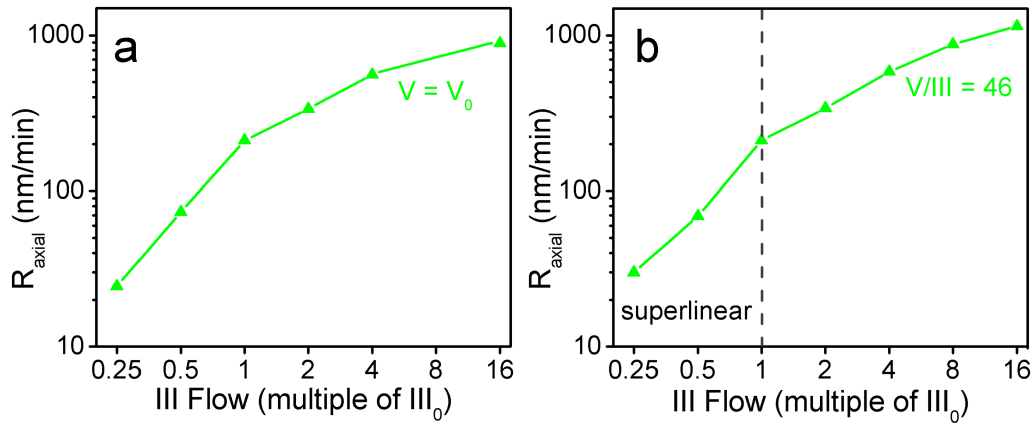 a
1000
100
10
R_axial (nm/min)
V = V_0
0.25 0.5 1 2 4 8 16
III Flow (multiple of III_0)
b
1000
100
10
R_axial (nm/min)
V/III = 46
superlinear
0.25 0.5 1 2 4 8 16
III Flow (multiple of III_0)